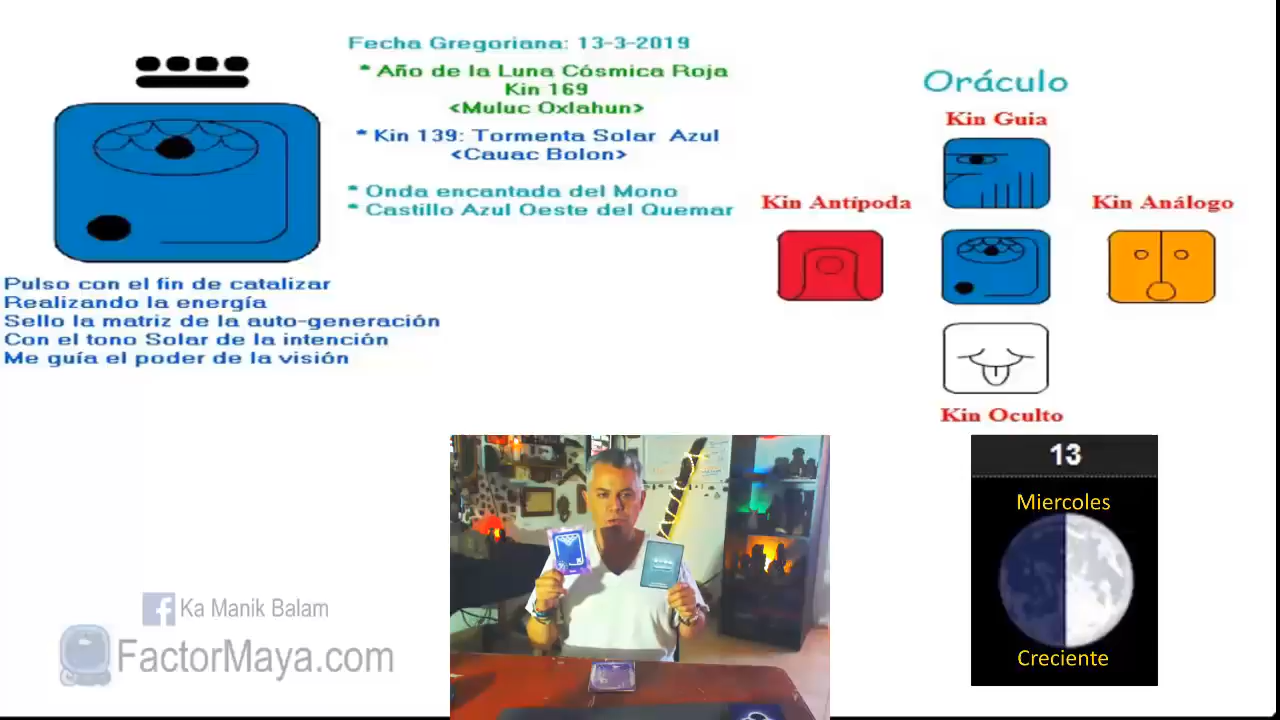 Fecha Gregoriana: 13-3-2019
* Año de la Luna Cósmica Roja
Kin 169
<Muluc Oxlahun>
* Kin 139: Tormenta Solar Azul
<Cauac Bolon>
* Onda encantada del Mono
* Castillo Azul Oeste del Quemar
Pulso con el fin de catalizar
Realizando la energía
Sello la matriz de la auto-generación
Con el tono Solar de la intención
Me guía el poder de la visión
Oráculo
Kin Guia
Kin Antípoda
Kin Análogo
Kin Oculto
13
Miercoles
Creciente
Ka Manik Balam
FactorMaya.com